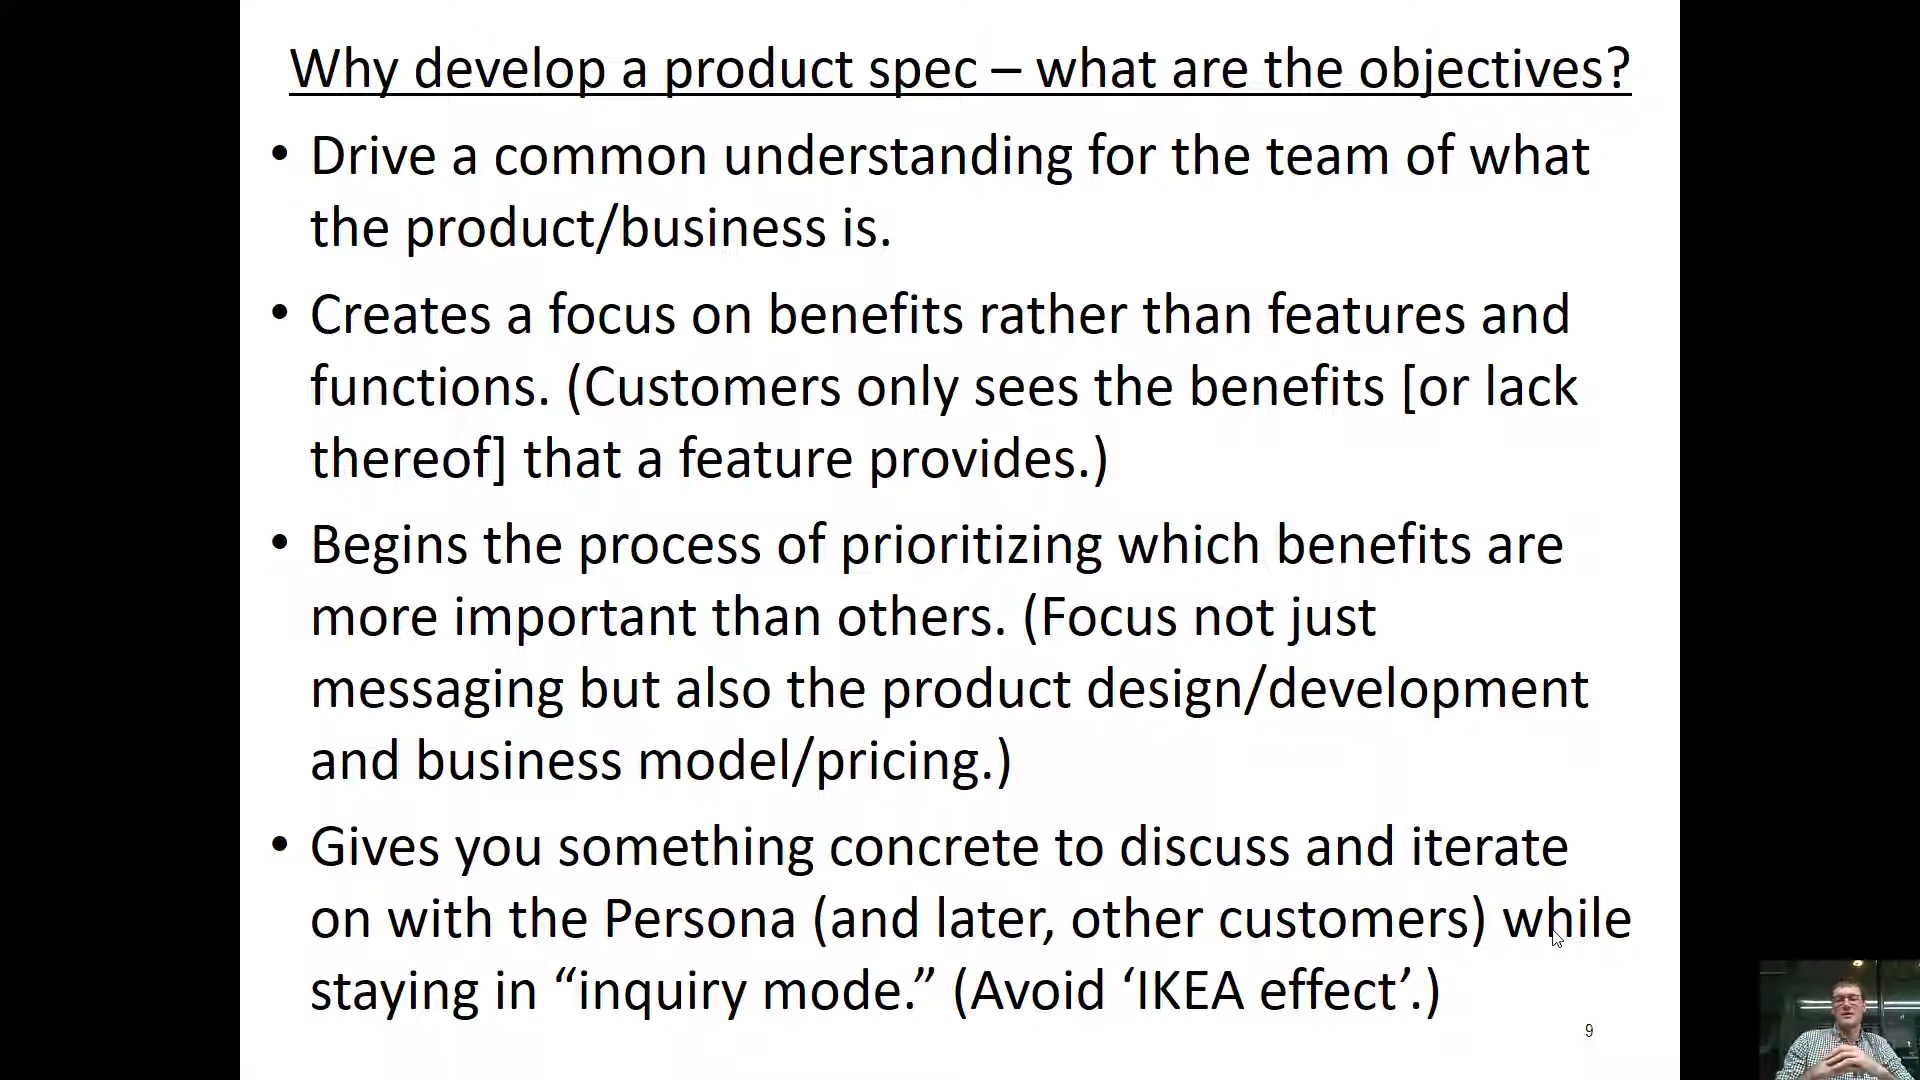 Why develop a product spec – what are the objectives?
• Drive a common understanding for the team of what
the product/business is.
• Creates a focus on benefits rather than features and
functions. (Customers only sees the benefits [or lack
thereof] that a feature provides.)
• Begins the process of prioritizing which benefits are
more important than others. (Focus not just
messaging but also the product design/development
and business model/pricing.)
• Gives you something concrete to discuss and iterate
on with the Persona (and later, other customers) while
staying in “inquiry mode.” (Avoid ‘IKEA effect’.)
9